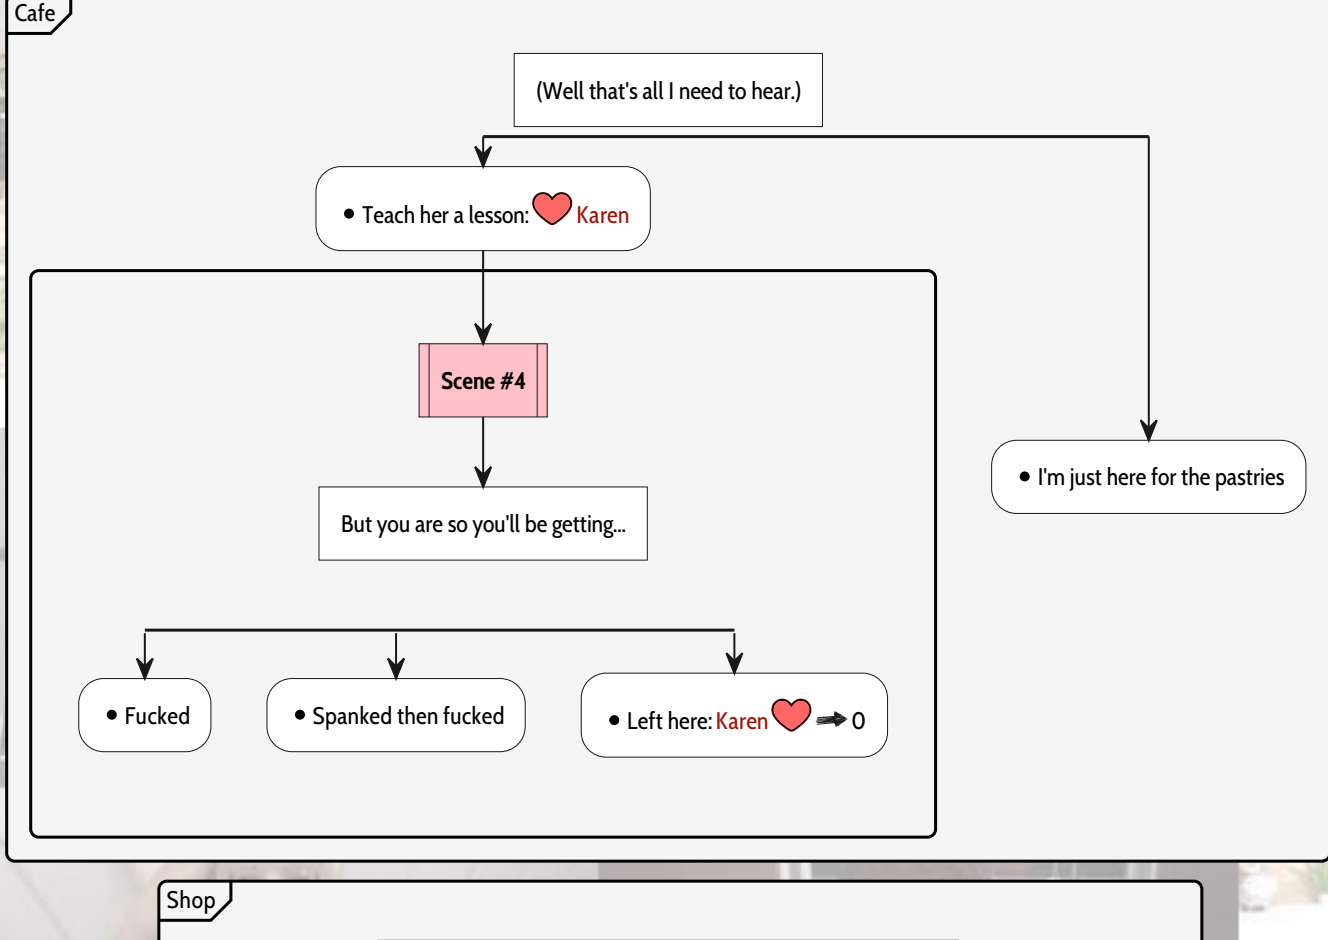 Cafe
(Well that's all I need to hear.)
• Teach her a lesson: Karen
Scene #4
• I'm just here for the pastries
But you are so you'll be getting...
• Fucked
• Spanked then fucked
• Left here: Karen 0
Shop